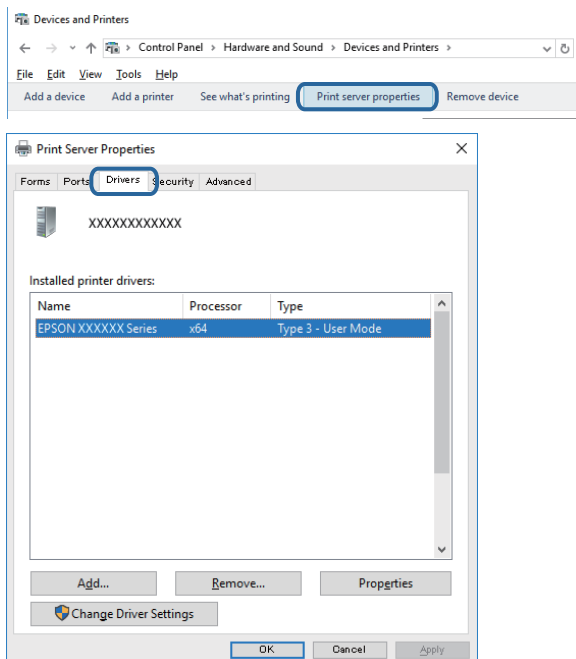 Devices and Printers
Control Panel > Hardware and Sound > Devices and Printers >
File Edit View Tools Help
Add a device Add a printer See what's printing Print server properties Remove device
Print Server Properties
Forms Ports Drivers Security Advanced
XXXXXXXXXXXX
Installed printer drivers:
Name Processor Type
EPSON XXXXXX Series x64 Type 3 - User Mode
Add... Remove... Properties
Change Driver Settings
OK Cancel Apply